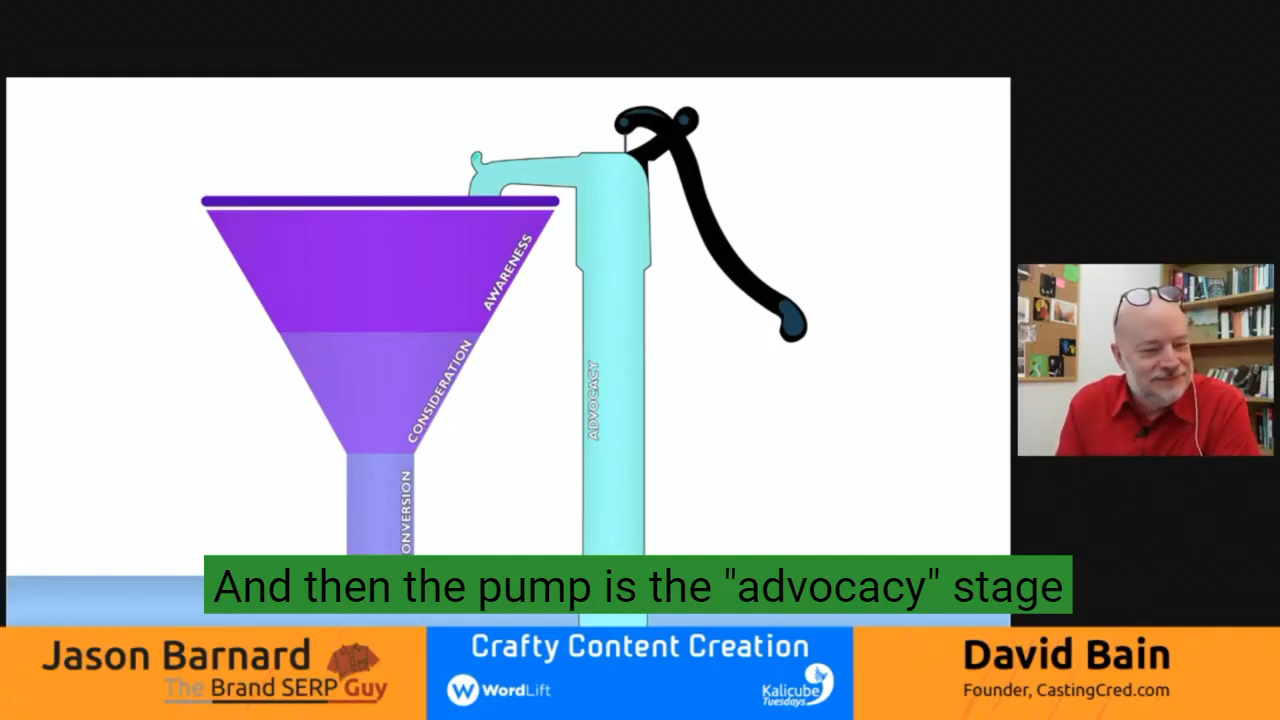 AWARENESS
CONSIDERATION
ONVERSION
ADVOCACY
And then the pump is the "advocacy" stage
Jason Barnard
The Brand SERP Guy
Crafty Content Creation
WordLift
Kalicube
Tuesdays
David Bain
Founder, CastingCred.com